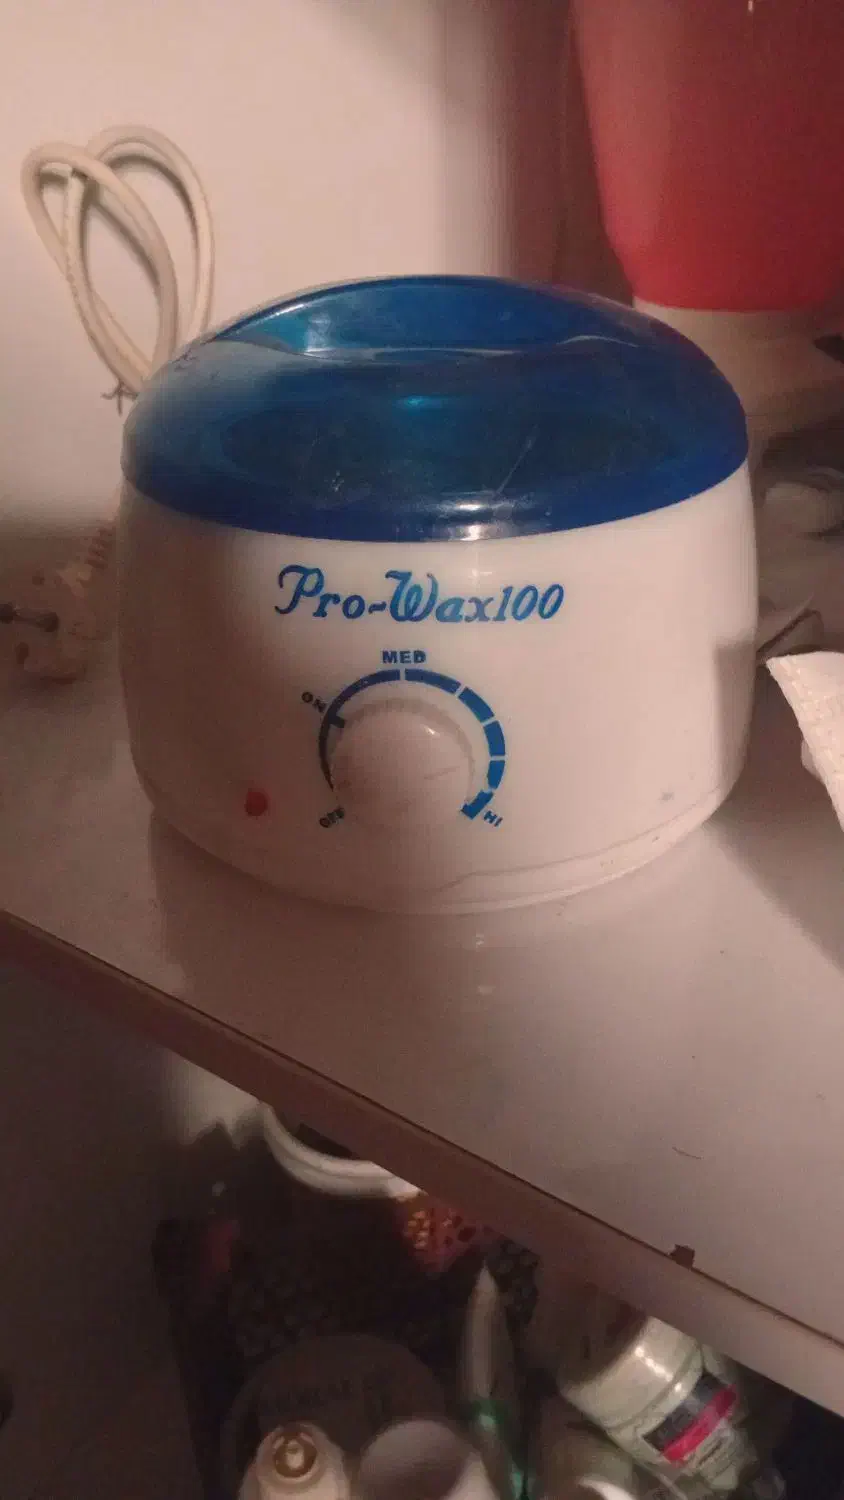 Pro-Wax100
MED
ON
OFF
HI